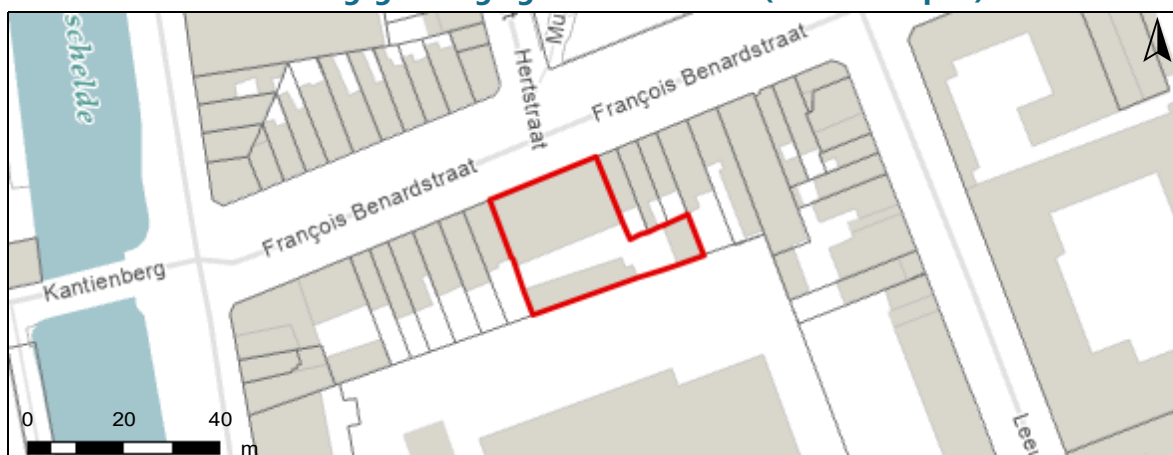 schelde
Hertstraat
François Benardstraat
François Benardstraat
Kantienberg
0 20 40
m